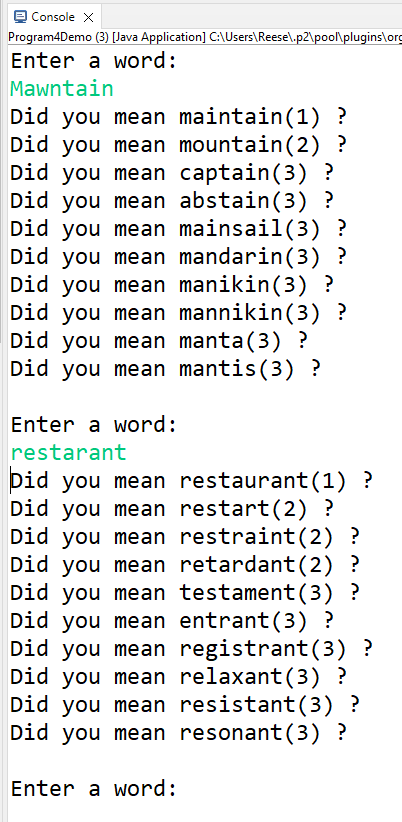 Console
Program4Demo (3) [Java Application] C:\Users\Reese\.p2\pool\plugins\org
Enter a word:
Mawntain
Did you mean maintain(1) ?
Did you mean mountain(2) ?
Did you mean captain(3) ?
Did you mean abstain(3) ?
Did you mean mainsail(3) ?
Did you mean mandarin(3) ?
Did you mean manikin(3) ?
Did you mean mannikin(3) ?
Did you mean manta(3) ?
Did you mean mantis(3) ?
Enter a word:
restarant
Did you mean restaurant(1) ?
Did you mean restart(2) ?
Did you mean restraint(2) ?
Did you mean retardant(2) ?
Did you mean testament(3) ?
Did you mean entrant(3) ?
Did you mean registrant(3) ?
Did you mean relaxant(3) ?
Did you mean resistant(3) ?
Did you mean resonant(3) ?
Enter a word: